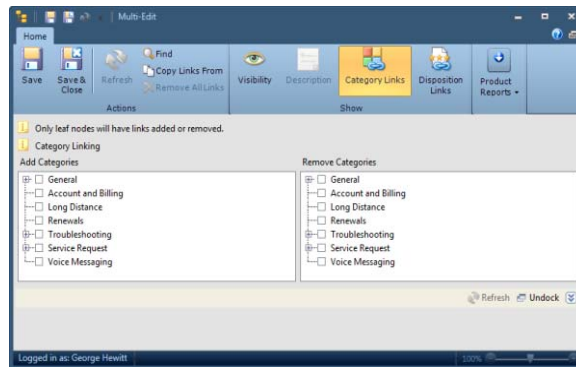 Multi-Edit
Home
Save
Save & Close
Refresh
Find
Copy Links From
Remove All Links
Actions
Visibility
Description
Category Links
Disposition Links
Show
Product Reports
Only leaf nodes will have links added or removed.
Category Linking
Add Categories
General
Account and Billing
Long Distance
Renewals
Troubleshooting
Service Request
Voice Messaging
Remove Categories
General
Account and Billing
Long Distance
Renewals
Troubleshooting
Service Request
Voice Messaging
Refresh Undock
Logged in as: George Hewitt
100%